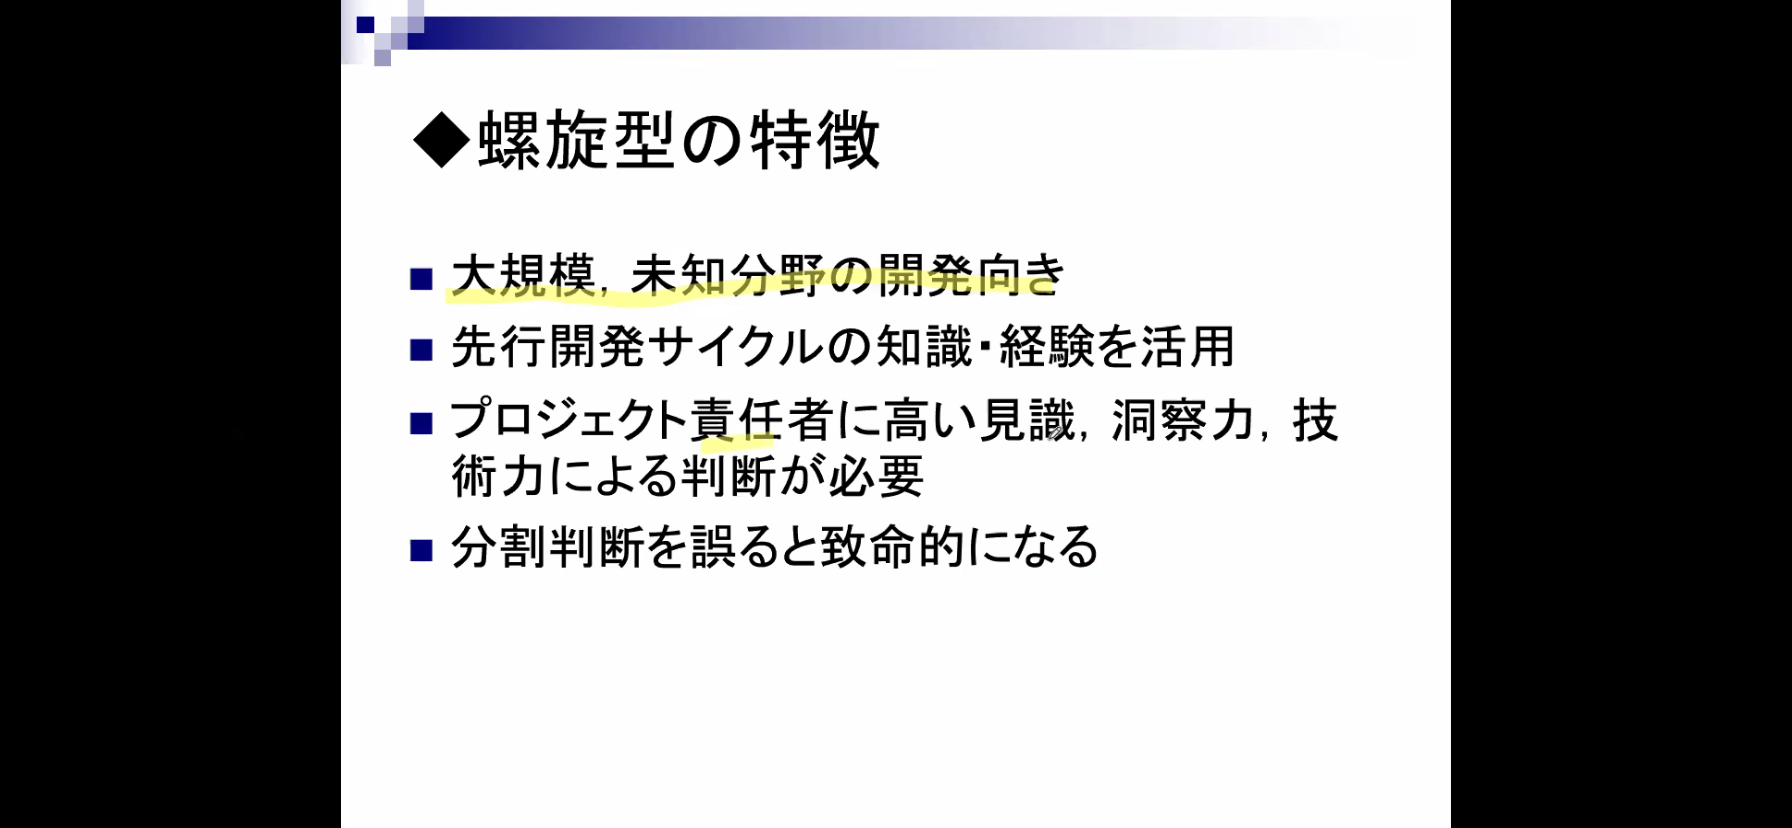 ◆螺旋型の特徴
■ 大規模，未知分野の開発向き
■ 先行開発サイクルの知識・経験を活用
■ プロジェクト責任者に高い見識，洞察力，技
術力による判断が必要
■ 分割判断を誤ると致命的になる